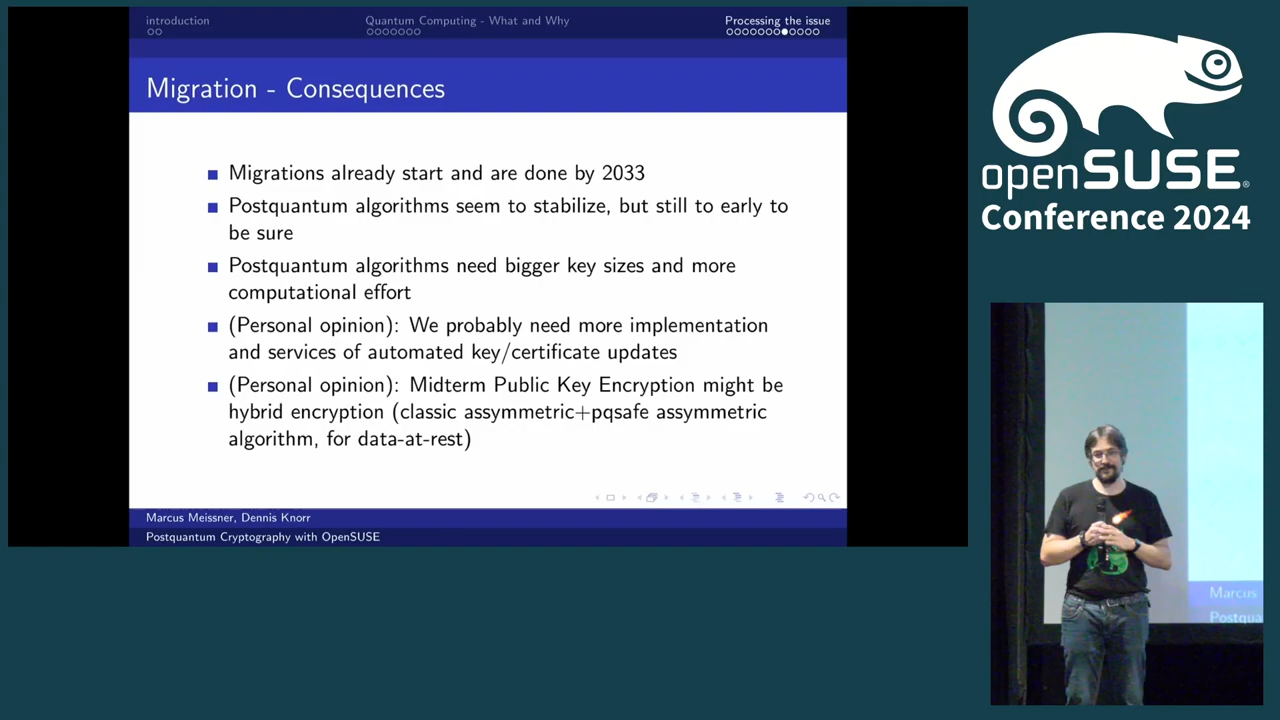 introduction
Quantum Computing - What and Why
Processing the issue
Migration - Consequences
Migrations already start and are done by 2033
Postquantum algorithms seem to stabilize, but still to early to
be sure
Postquantum algorithms need bigger key sizes and more
computational effort
(Personal opinion): We probably need more implementation
and services of automated key/certificate updates
(Personal opinion): Midterm Public Key Encryption might be
hybrid encryption (classic assymmetric+pqsafe assymmetric
algorithm, for data-at-rest)
Marcus Meissner, Dennis Knorr
Postquantum Cryptography with OpenSUSE
openSUSE®
Conference 2024
Marcus
Postqua